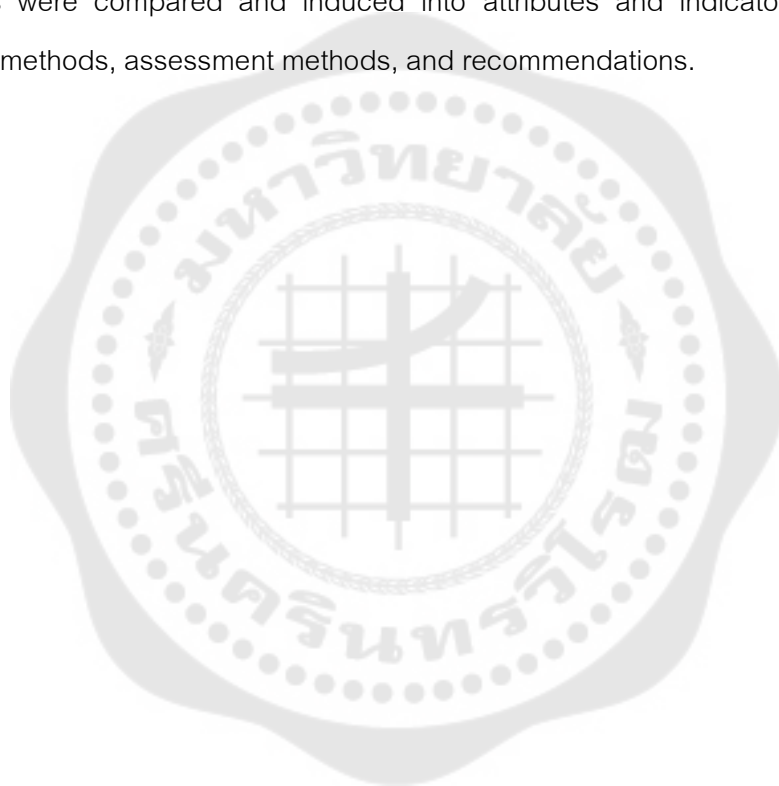 were compared and induced into attributes and
methods, assessment methods, and recommendations.
มหาวิทยาลัย
ศรีนครินทรวิโรฒ